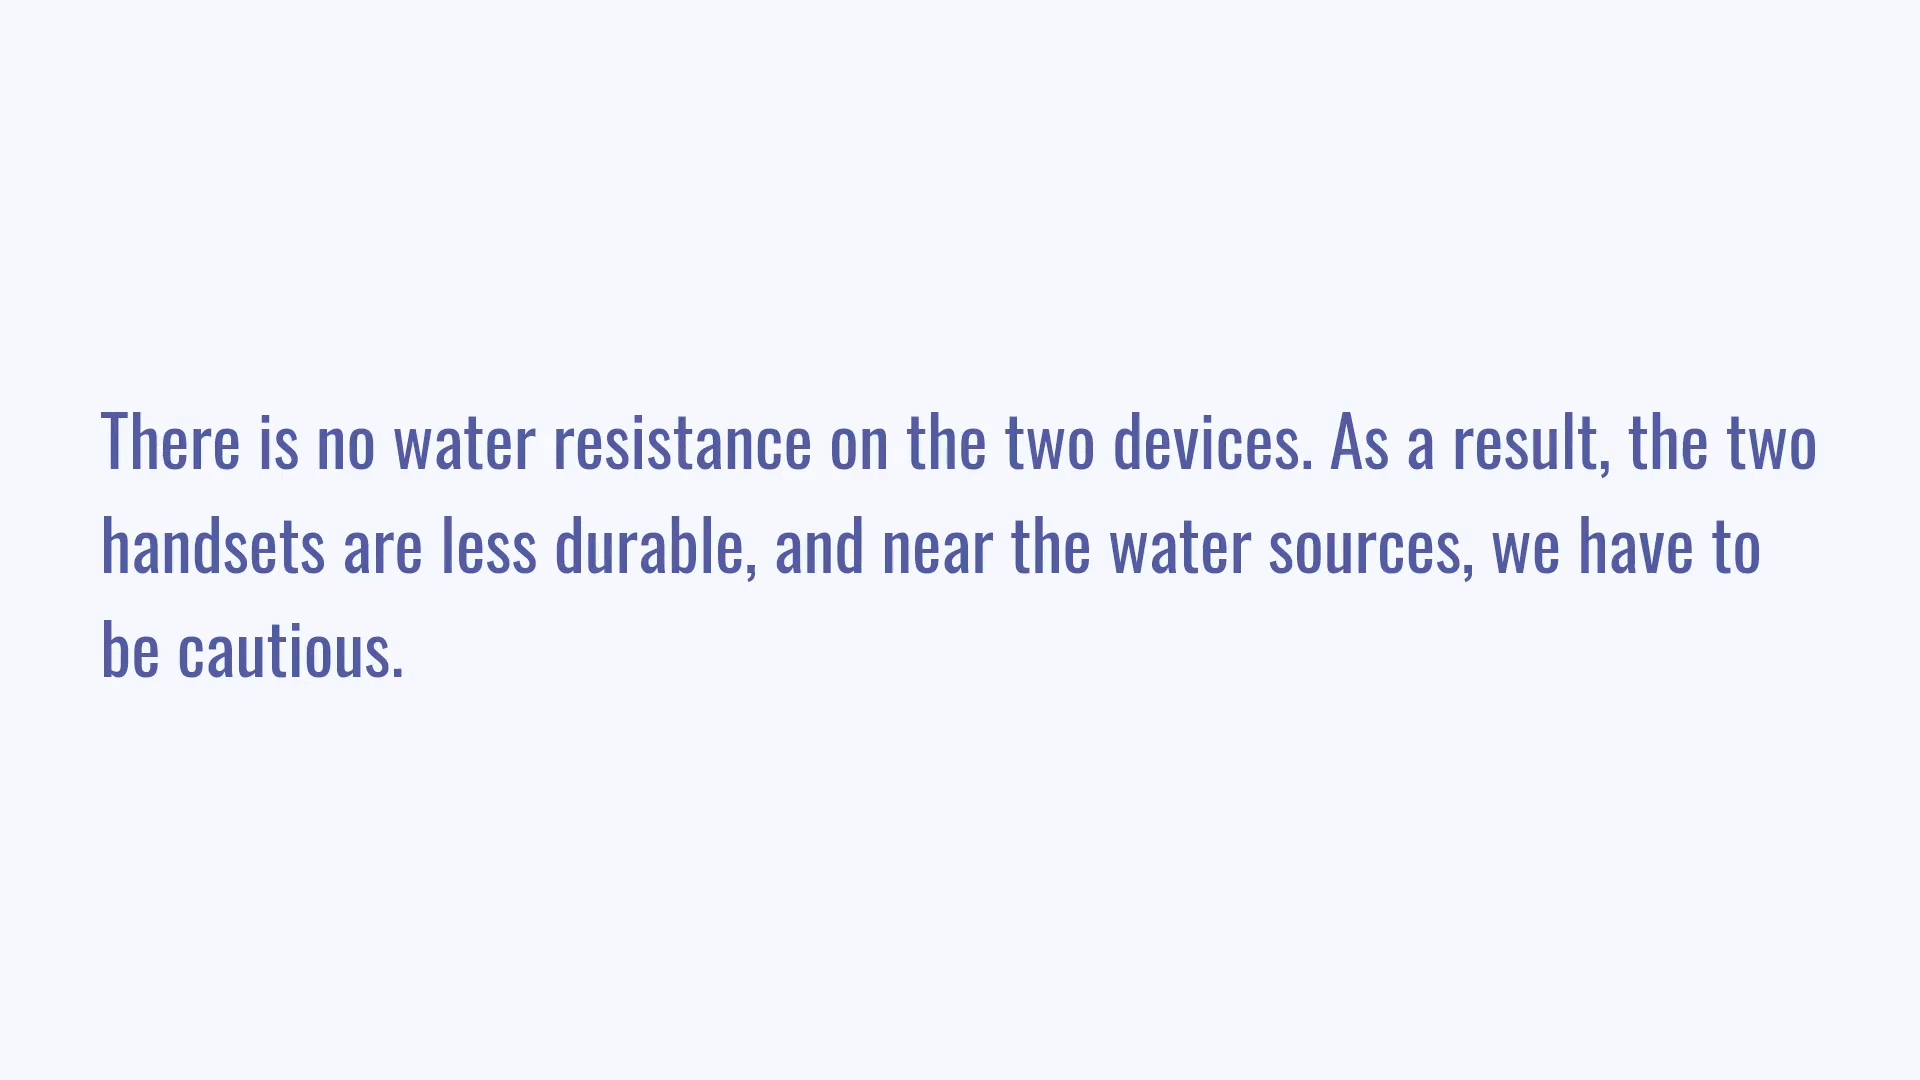 There is no water resistance on the two devices. As a result, the two
handsets are less durable, and near the water sources, we have to
be cautious.